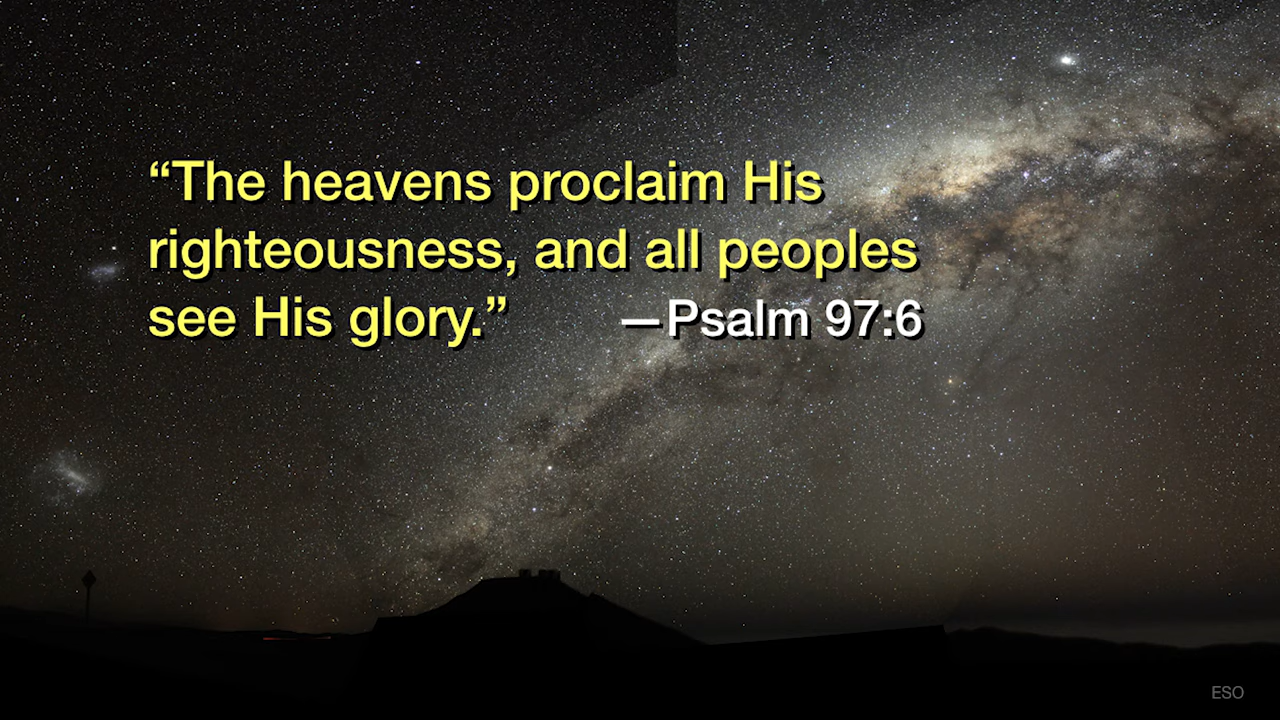 “The heavens proclaim His
righteousness, and all peoples
see His glory.” —Psalm 97:6
ESO